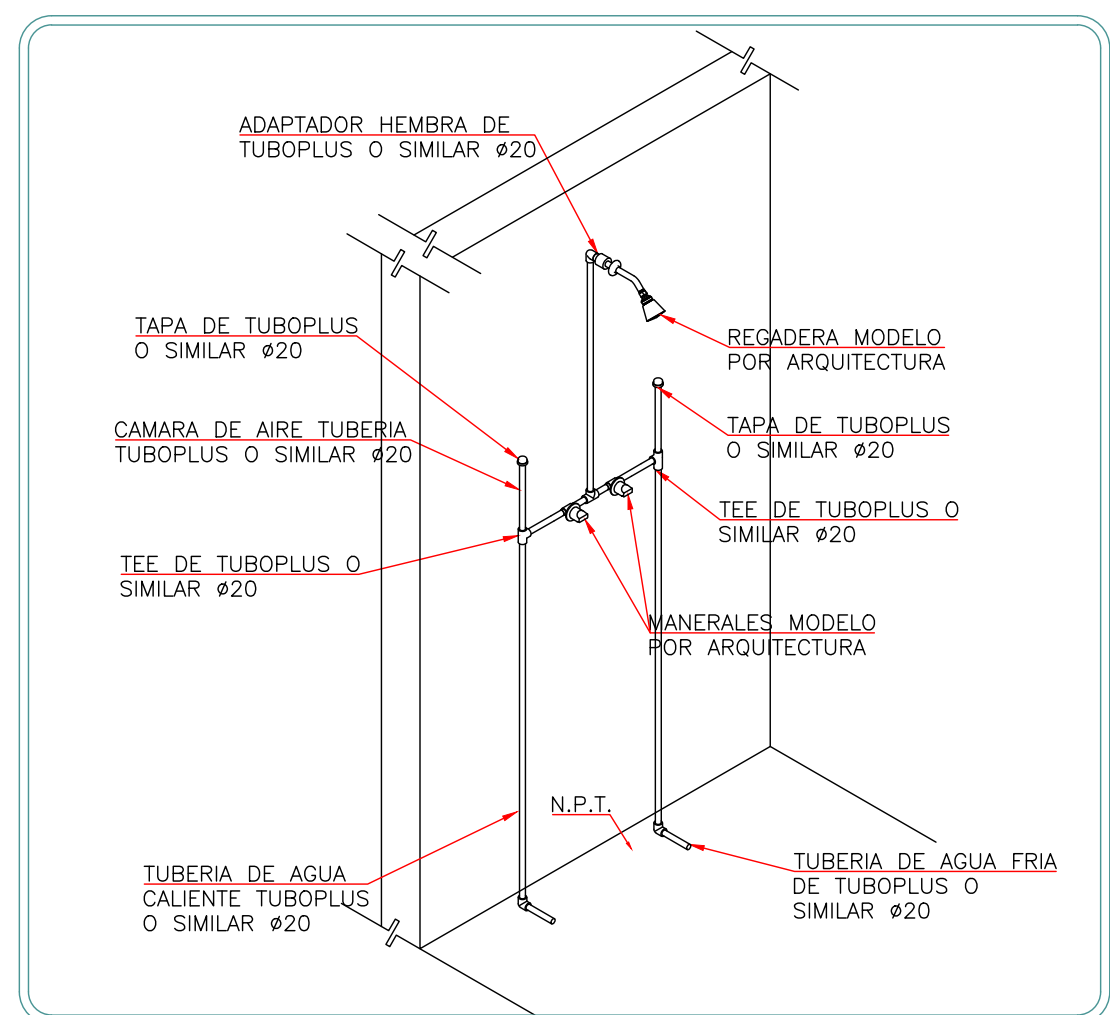 ADAPTADOR HEMBRA DE
TUBOPLUS O SIMILAR ø20
TAPA DE TUBOPLUS
O SIMILAR ø20
REGADERA MODELO
POR ARQUITECTURA
CAMARA DE AIRE TUBERIA
TUBOPLUS O SIMILAR ø20
TAPA DE TUBOPLUS
O SIMILAR ø20
TEE DE TUBOPLUS O
SIMILAR ø20
TEE DE TUBOPLUS O
SIMILAR ø20
MANERALES MODELO
POR ARQUITECTURA
N.P.T.
TUBERIA DE AGUA
CALIENTE TUBOPLUS
O SIMILAR ø20
TUBERIA DE AGUA FRIA
DE TUBOPLUS O
SIMILAR ø20